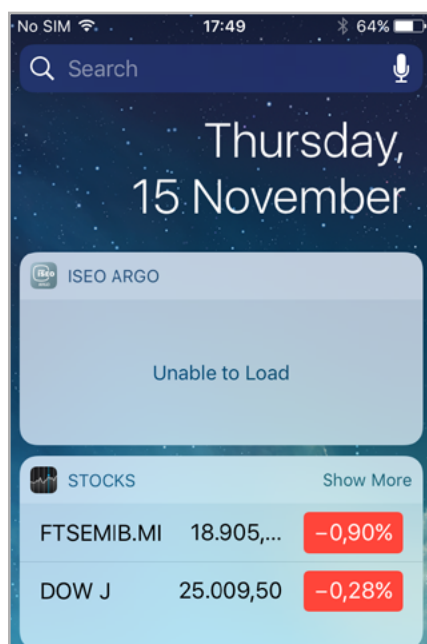 No SIM 17:49 64%
Search
Thursday,
15 November
iseo
ISEO ARGO
Unable to Load
STOCKS Show More
FTSEMIB.MI 18.905,... −0,90%
DOW J 25.009,50 −0,28%